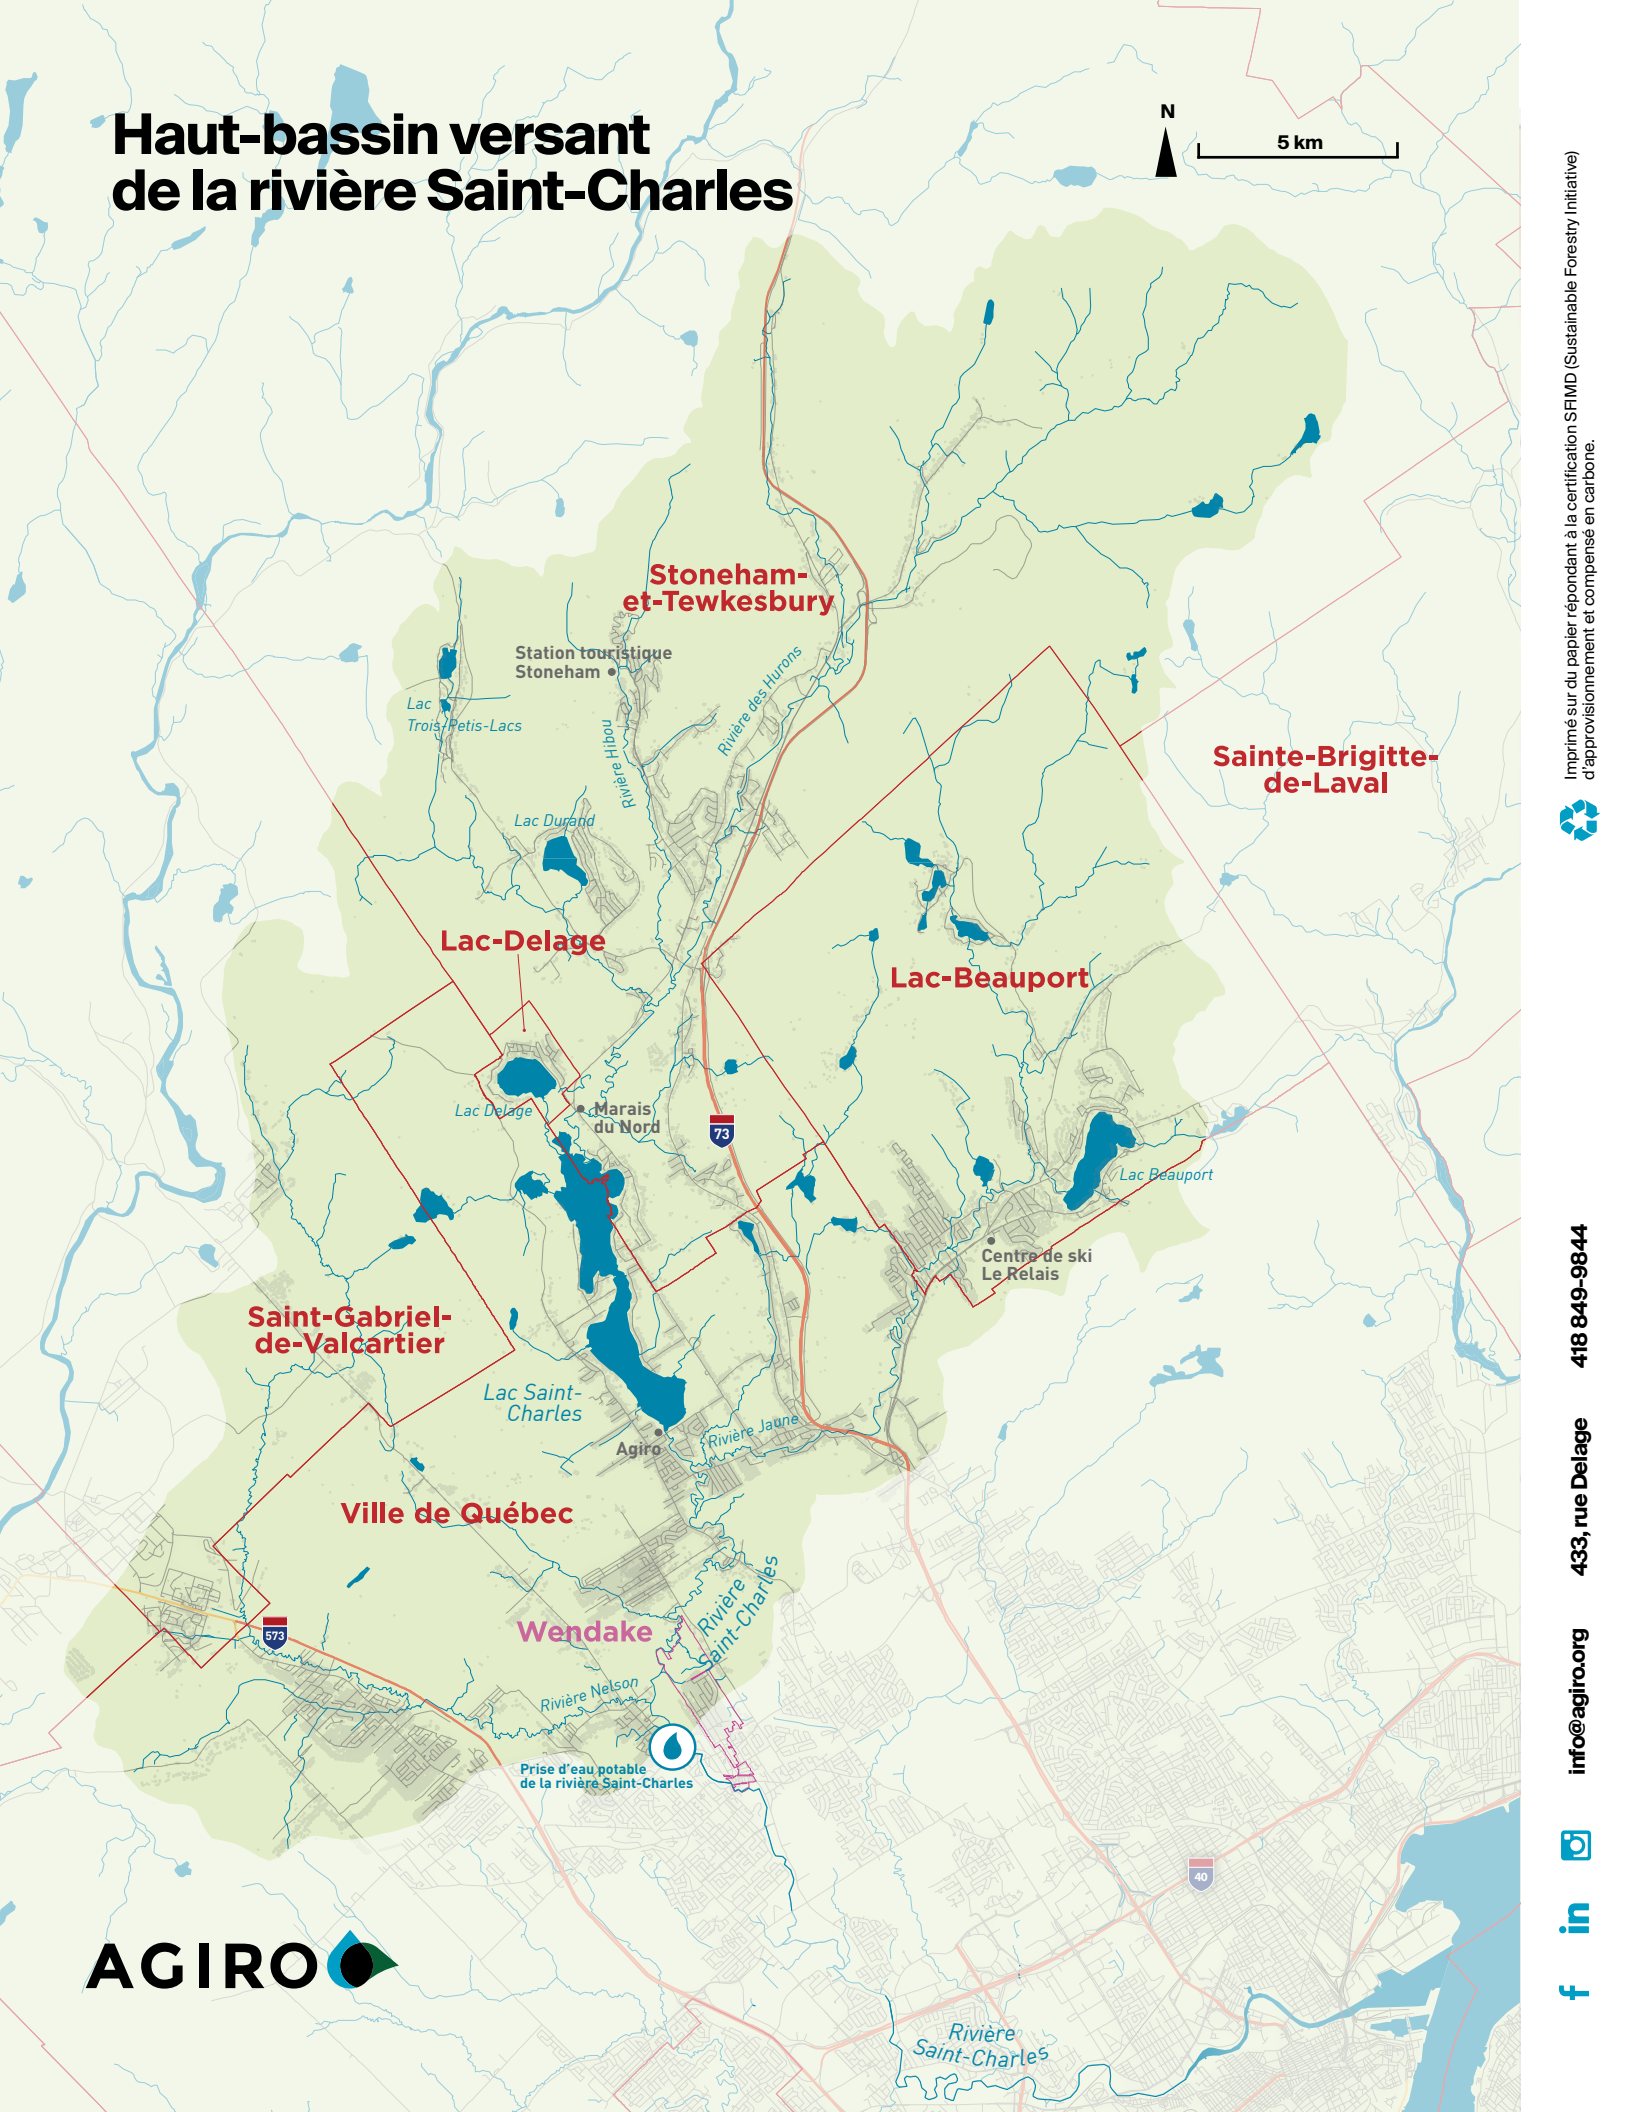 Haut-bassin versant
de la rivière Saint-Charles
N
5 km
Stoneham-
et-Tewkesbury
Station touristique
Stoneham
Rivière des Hurons
Rivière Hibou
Lac
Trois-Petis-Lacs
Sainte-Brigitte-
de-Laval
Lac Durand
Lac-Delage
Lac-Beauport
Lac Delage
Marais
du Nord
73
Lac Beauport
Centre de ski
Le Relais
Saint-Gabriel-
de-Valcartier
Lac Saint-
Charles
Agiro
Rivière Jaune
Ville de Québec
Rivière
Saint-Charles
Wendake
573
Rivière Nelson
Prise d'eau potable
de la rivière Saint-Charles
40
AGIRO
Rivière
Saint-Charles
Imprimé sur du papier répondant à la certification SFIMD (Sustainable Forestry Initiative)
d'approvisionnement et compensé en carbone.
418 849-9844
433, rue Delage
info@agiro.org
in
f